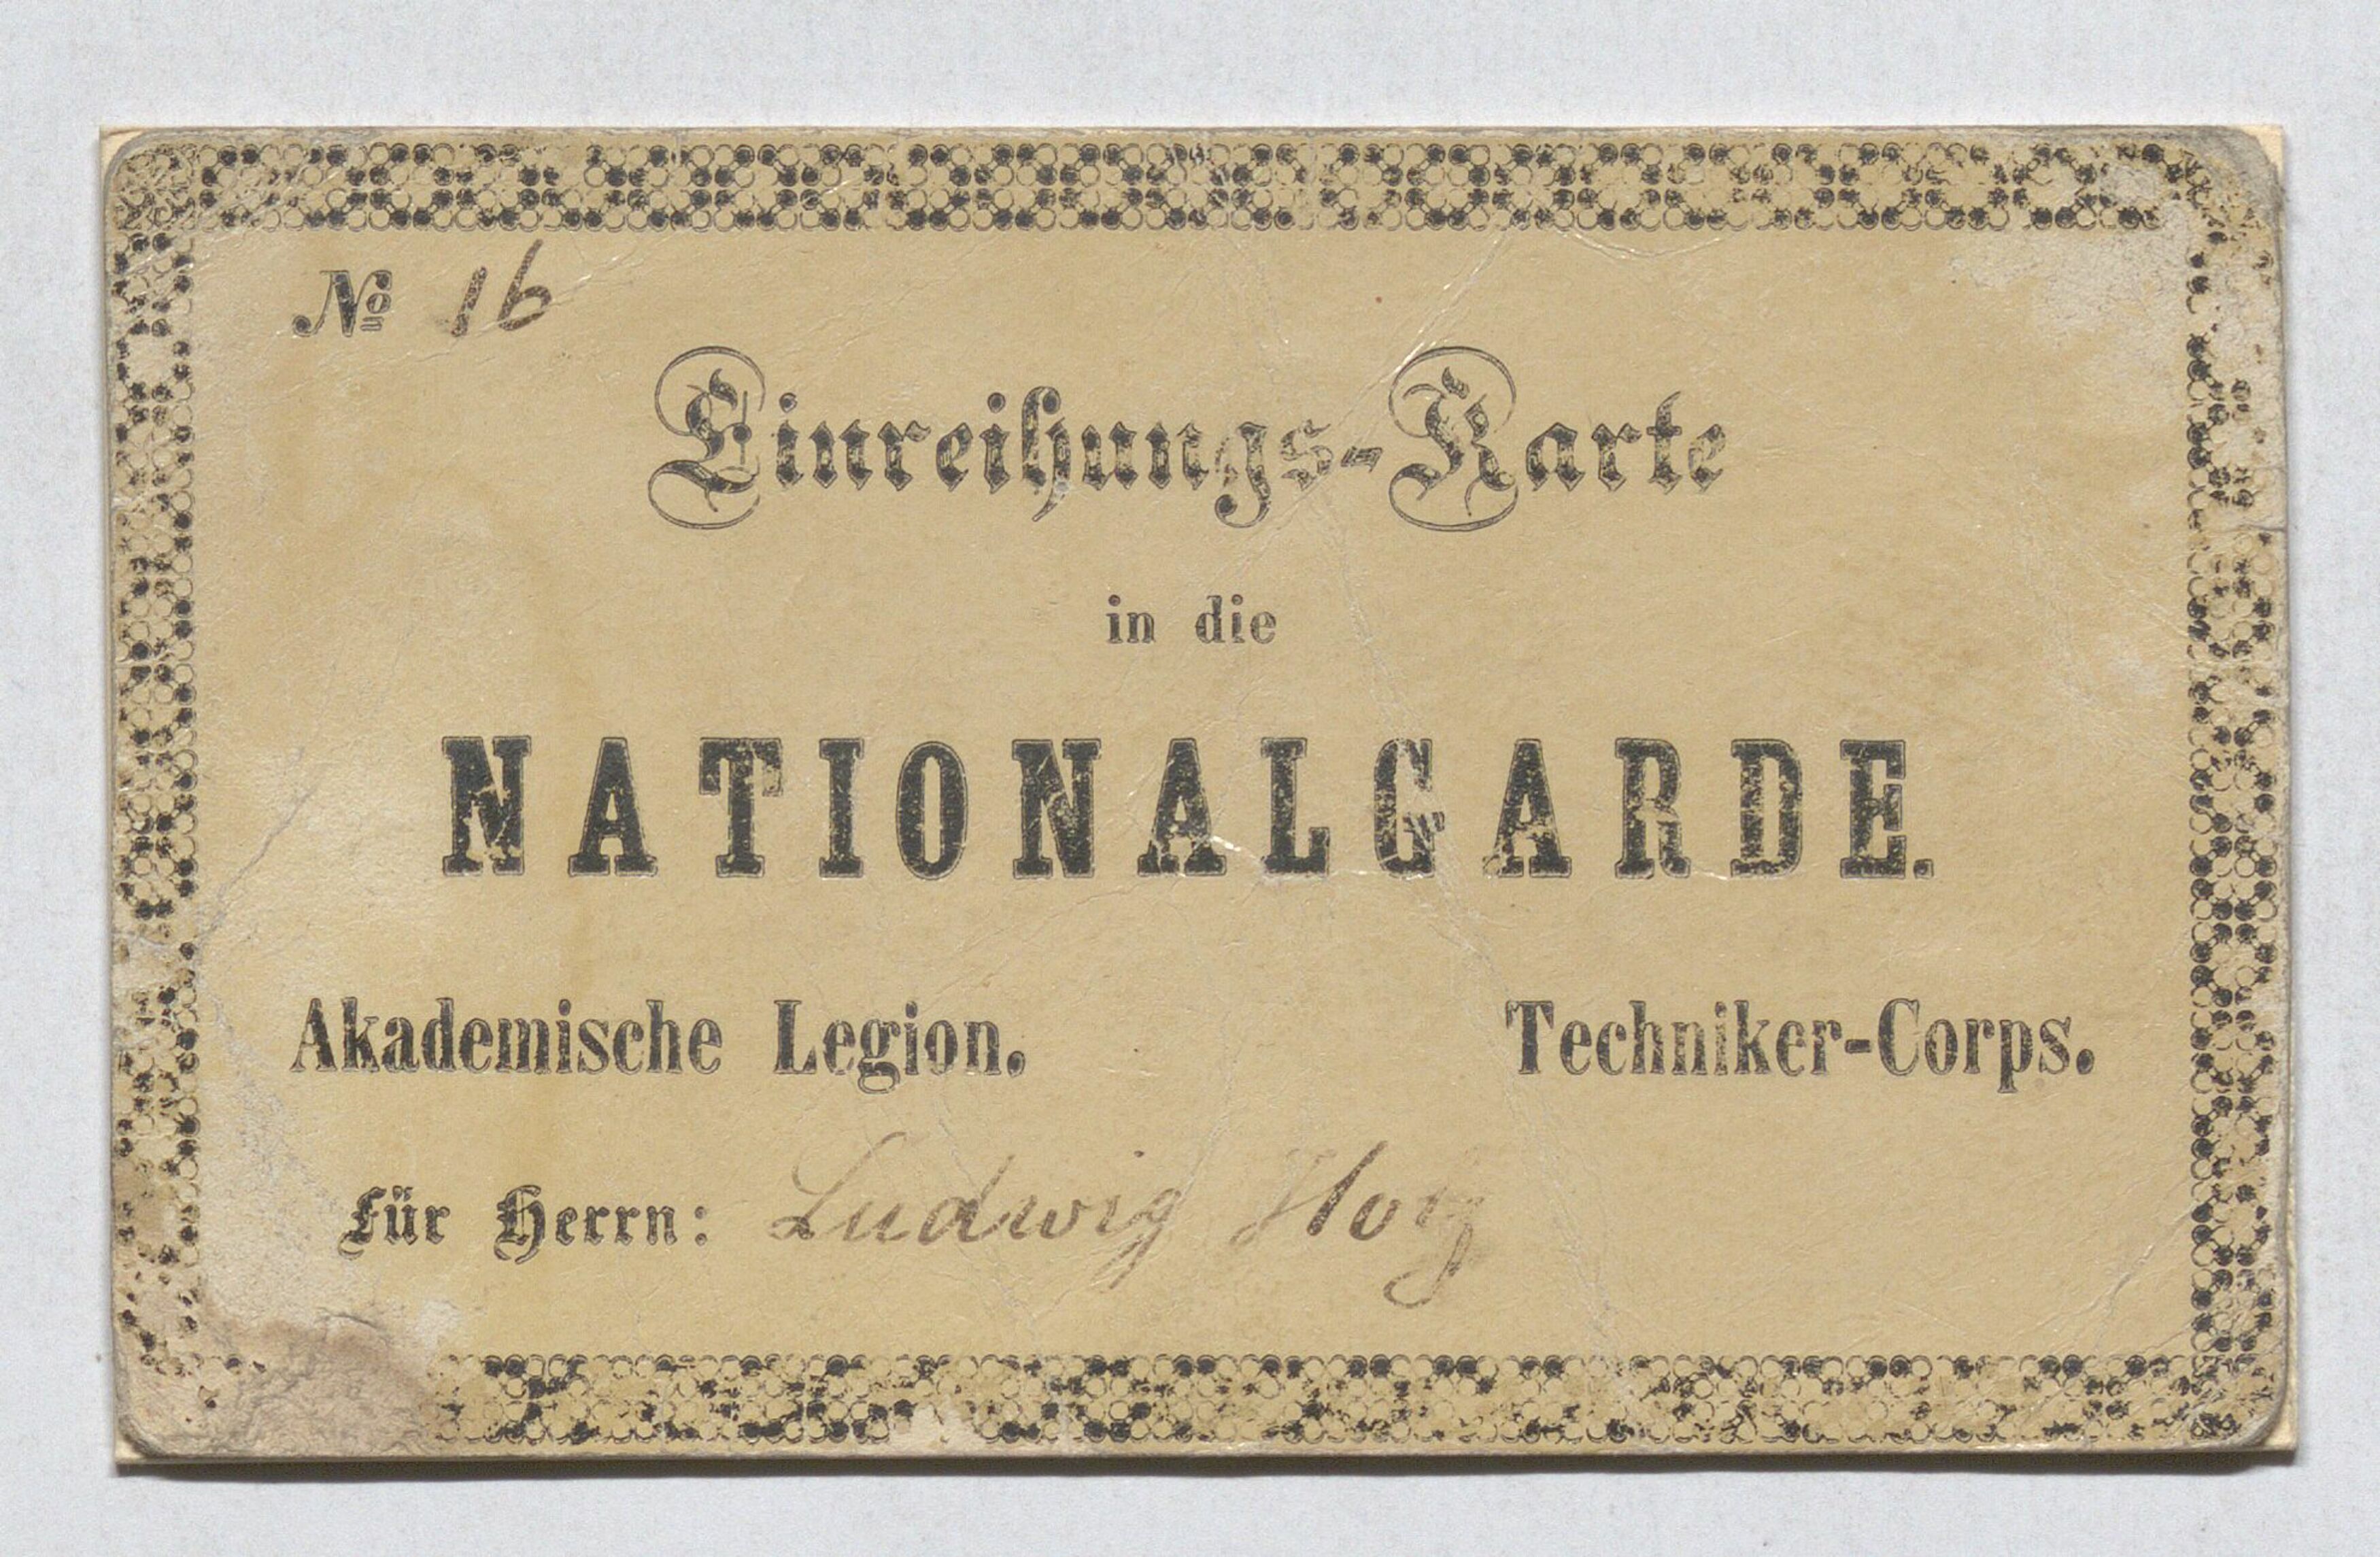 No 16
Einreihungs-Karte
in die
NATIONALGARDE.
Akademische Legion. Techniker-Corps.
Für Herrn: Ludwig